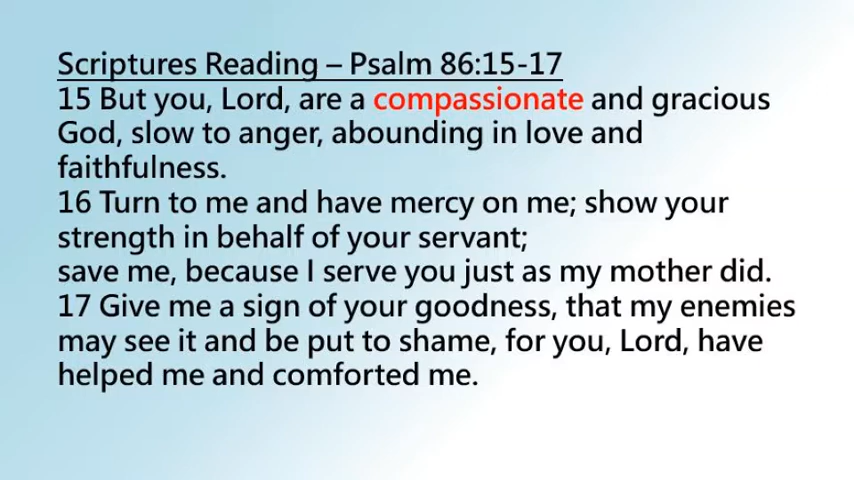 Scriptures Reading – Psalm 86:15-17
15 But you, Lord, are a compassionate and gracious
God, slow to anger, abounding in love and
faithfulness.
16 Turn to me and have mercy on me; show your
strength in behalf of your servant;
save me, because I serve you just as my mother did.
17 Give me a sign of your goodness, that my enemies
may see it and be put to shame, for you, Lord, have
helped me and comforted me.